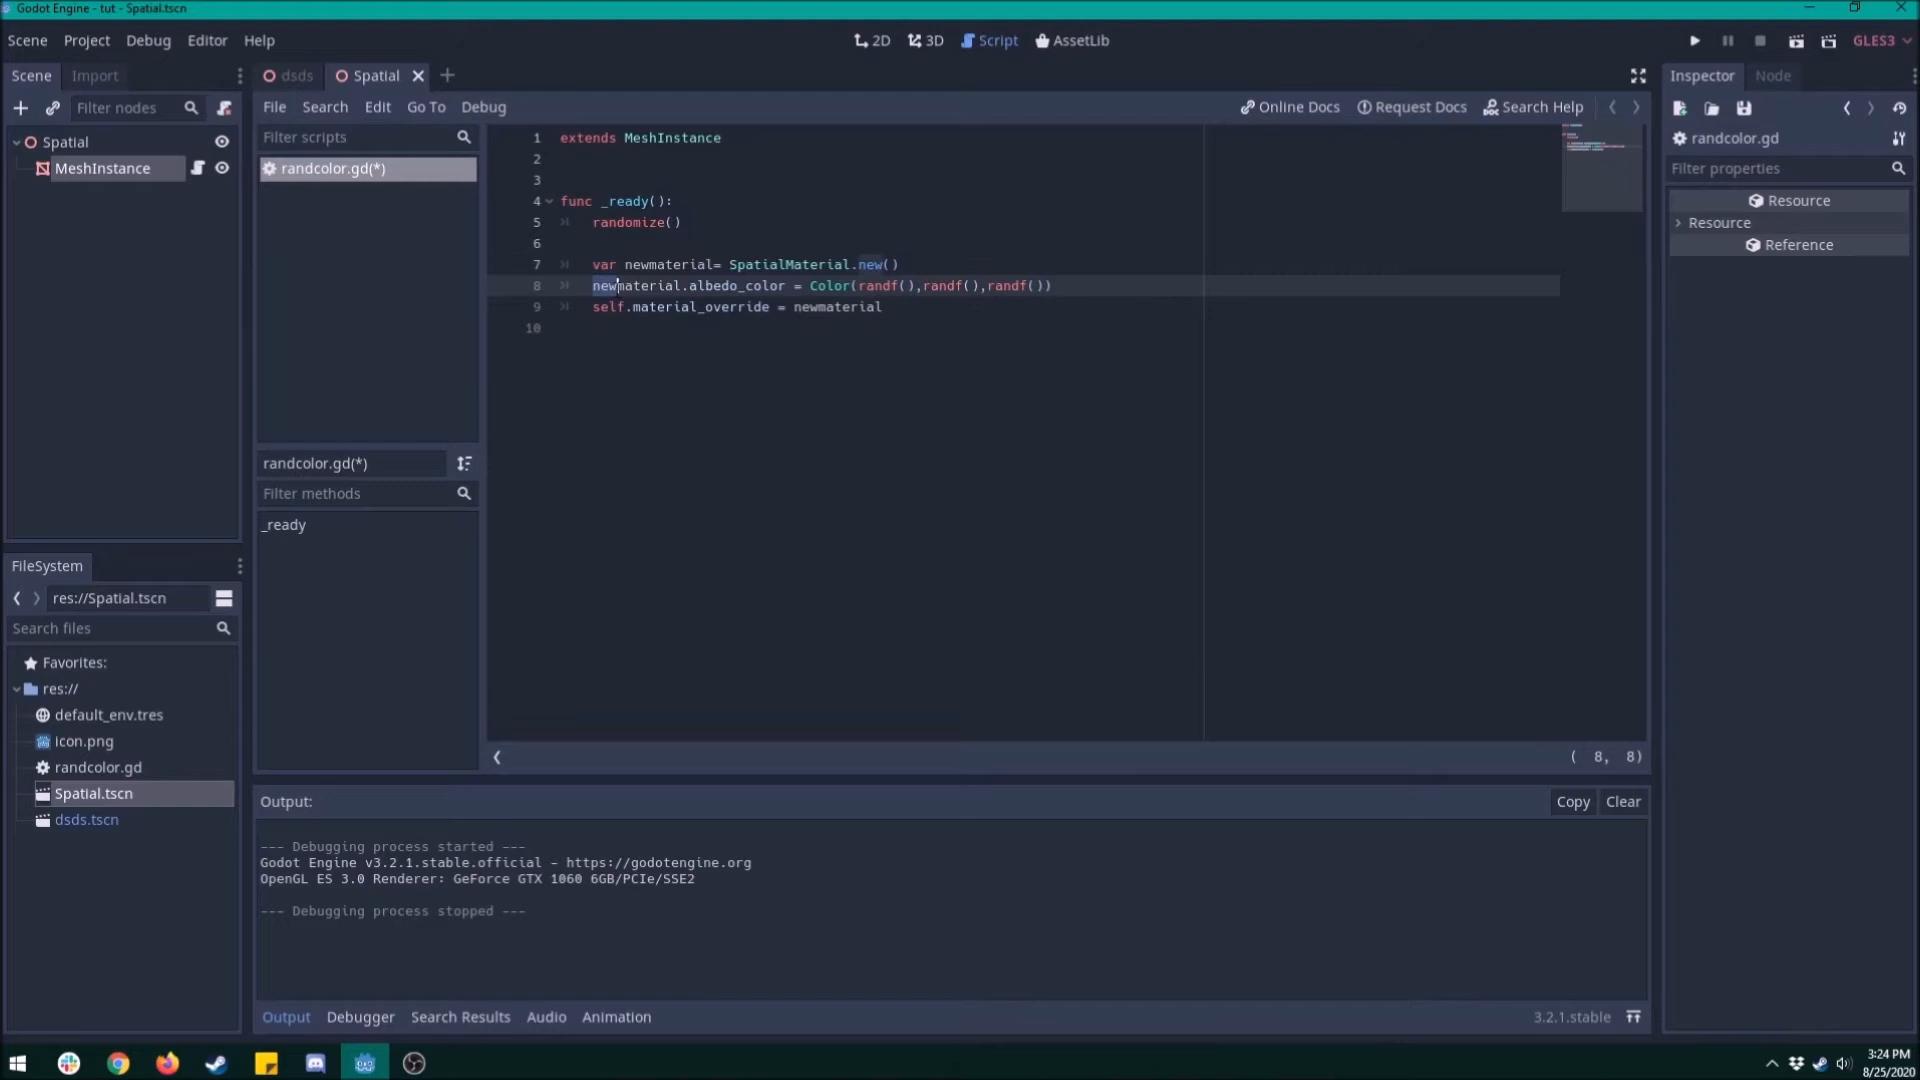 Godot Engine - tut - Spatial.tscn
Scene Project Debug Editor Help
2D 3D Script AssetLib
GLES3
Scene Import
dsds Spatial
Inspector Node
Filter nodes
File Search Edit Go To Debug
Online Docs Request Docs Search Help
Spatial
MeshInstance
Filter scripts
randcolor.gd(*)
1 extends MeshInstance
2
3
4 func _ready():
5 randomize()
6
7 var newmaterial= SpatialMaterial.new()
8 newmaterial.albedo_color = Color(randf(),randf(),randf())
9 self.material_override = newmaterial
10
randcolor.gd(*)
Filter methods
_ready
( 8, 8)
randcolor.gd
Filter properties
Resource
Resource
Reference
FileSystem
res://Spatial.tscn
Search files
Favorites:
res://
default_env.tres
icon.png
randcolor.gd
Spatial.tscn
dsds.tscn
Output:
Copy Clear
--- Debugging process started ---
Godot Engine v3.2.1.stable.official - https://godotengine.org
OpenGL ES 3.0 Renderer: GeForce GTX 1060 6GB/PCIe/SSE2
--- Debugging process stopped ---
Output Debugger Search Results Audio Animation
3.2.1.stable
3:24 PM
8/25/2020